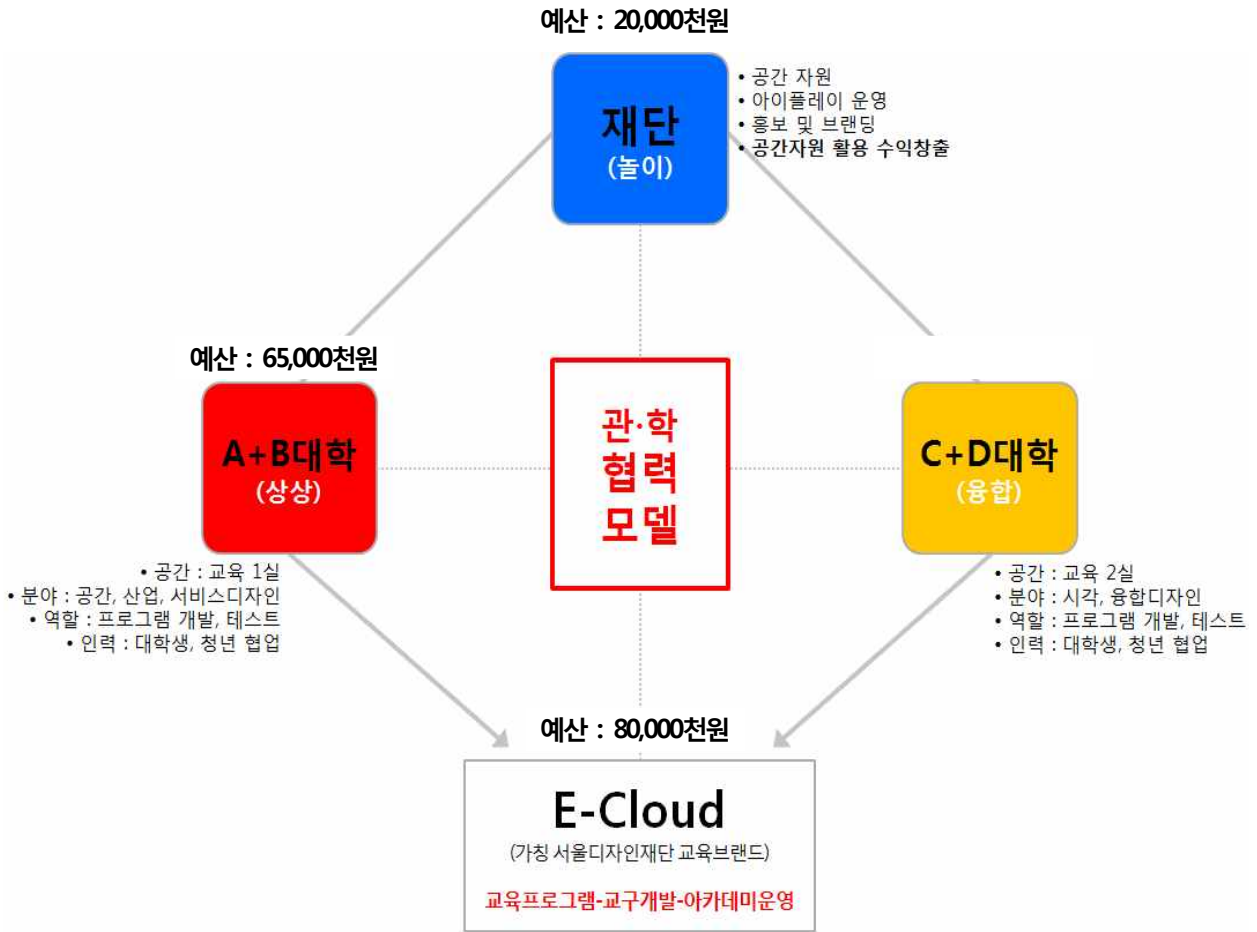 예산 : 20,000천원
재단
(놀이)
• 공간 자원
• 아이플레이 운영
• 홍보 및 브랜딩
• 공간자원 활용 수익창출
예산 : 65,000천원
A+B대학
(상상)
관·학
협력
모델
C+D대학
(융합)
• 공간 : 교육 1실
• 분야 : 공간, 산업, 서비스디자인
• 역할 : 프로그램 개발, 테스트
• 인력 : 대학생, 청년 협업
• 공간 : 교육 2실
• 분야 : 시각, 융합디자인
• 역할 : 프로그램 개발, 테스트
• 인력 : 대학생, 청년 협업
예산 : 80,000천원
E-Cloud
(가칭 서울디자인재단 교육브랜드)
교육프로그램-교구개발-아카데미운영